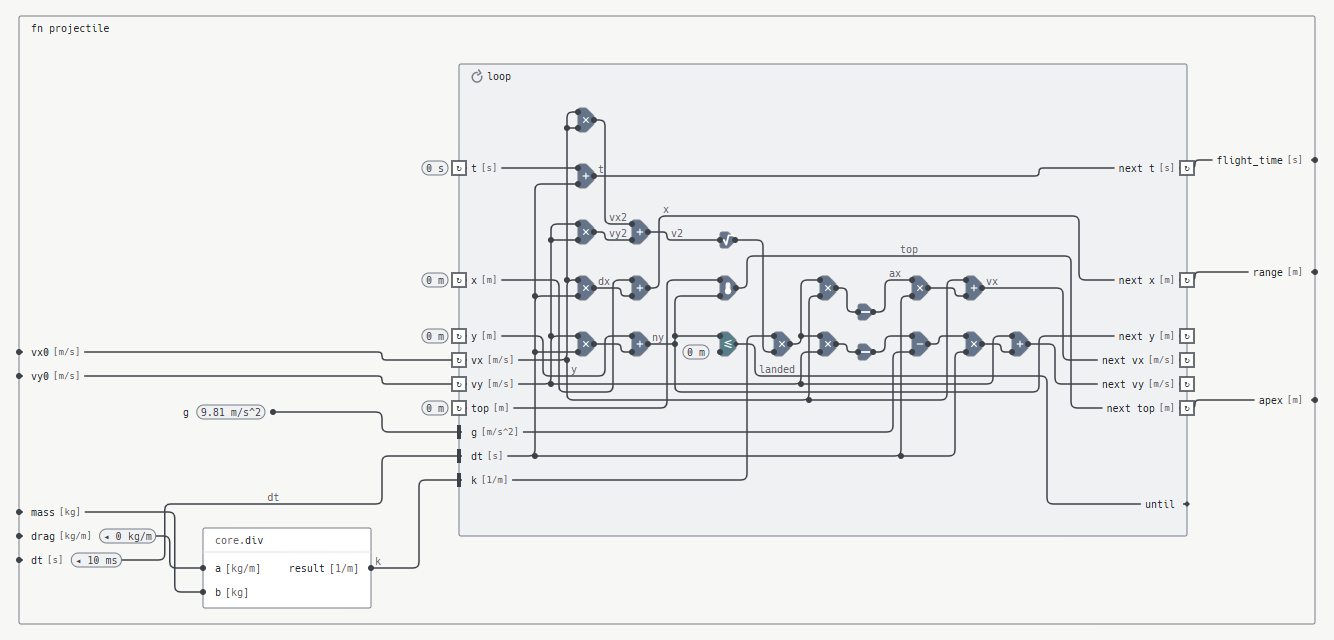 fn projectile
↻ loop
×
0 s ↻ t [s]
+ t
next t [s] ↻
flight_time [s]
×
vx2
vy2
+ v2
√
x
top
0 m ↻ x [m]
× dx +
× − ax × + vx
next x [m] ↻
range [m]
0 m ↻ y [m]
× + ny
0 m ≤
× × − − × +
next y [m] ↻
vx0 [m/s]
↻ vx [m/s]
y
landed
next vx [m/s] ↻
vy0 [m/s]
↻ vy [m/s]
next vy [m/s] ↻
0 m ↻ top [m]
next top [m] ↻
apex [m]
g 9.81 m/s^2
g [m/s^2]
dt [s]
k [1/m]
dt
until
mass [kg]
drag [kg/m] ◂ 0 kg/m
dt [s] ◂ 10 ms
core.div
a [kg/m] result [1/m]
k
b [kg]